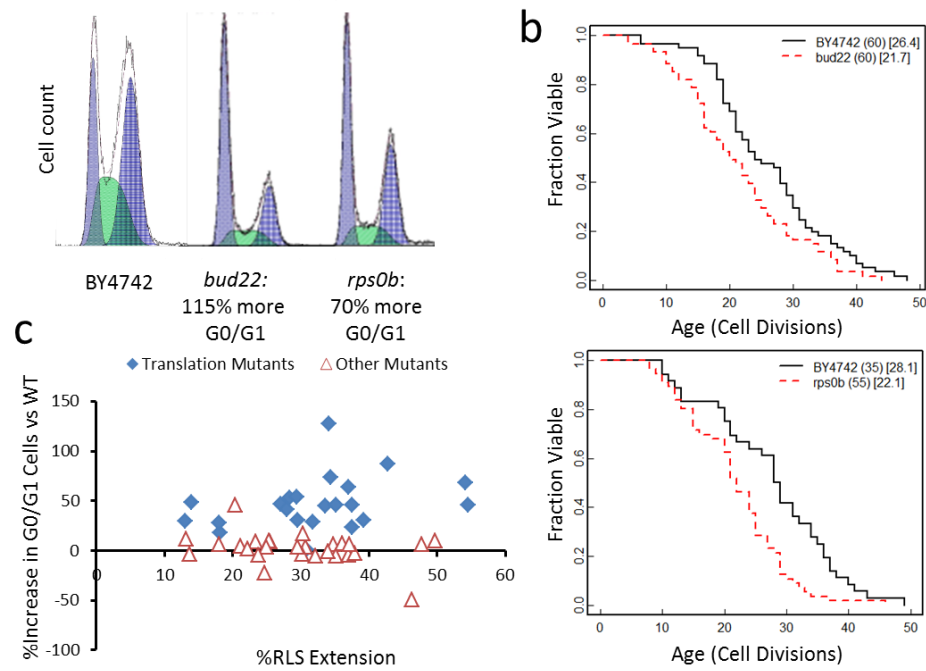 Cell count
BY4742
bud22:
115% more
G0/G1
rps0b:
70% more
G0/G1
b
Fraction Viable
1.0
0.8
0.6
0.4
0.2
0.0
BY4742 (60) [26.4]
bud22 (60) [21.7]
0 10 20 30 40 50
Age (Cell Divisions)
c
Translation Mutants
Other Mutants
%Increase in G0/G1 Cells vs WT
150
100
50
0
-50
-100
0 10 20 30 40 50 60
%RLS Extension
Fraction Viable
1.0
0.8
0.6
0.4
0.2
0.0
BY4742 (35) [28.1]
rps0b (55) [22.1]
0 10 20 30 40 50
Age (Cell Divisions)